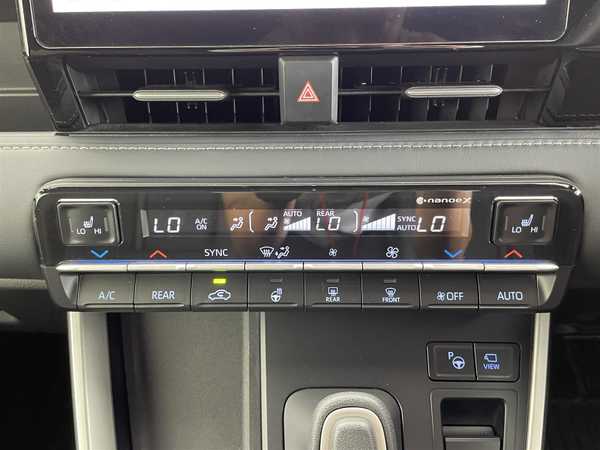 nanoeX
AUTO REAR SYNC
LO A/C ON LO AUTO LO
LO HI
LO HI
SYNC
A/C REAR REAR FRONT OFF AUTO
P
VIEW